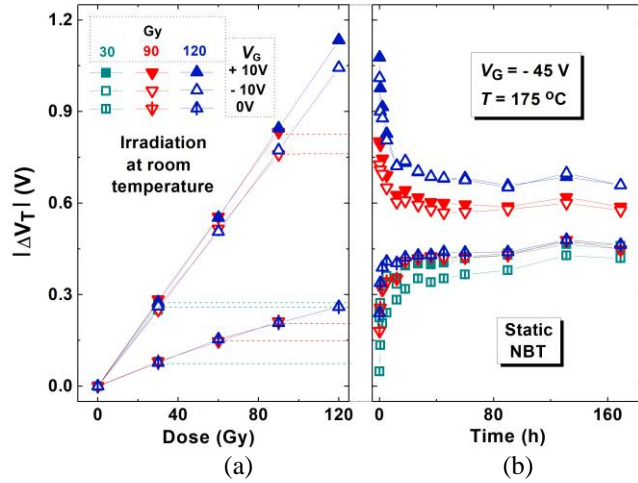 Gy
30 90 120 V_G
+ 10V
- 10V
0V
Irradiation
at room
temperature
|ΔV_T| (V)
1.2
0.9
0.6
0.3
0.0
0 40 80 120
Dose (Gy)
(a)
V_G = - 45 V
T = 175 °C
Static
NBT
0 80 160
Time (h)
(b)